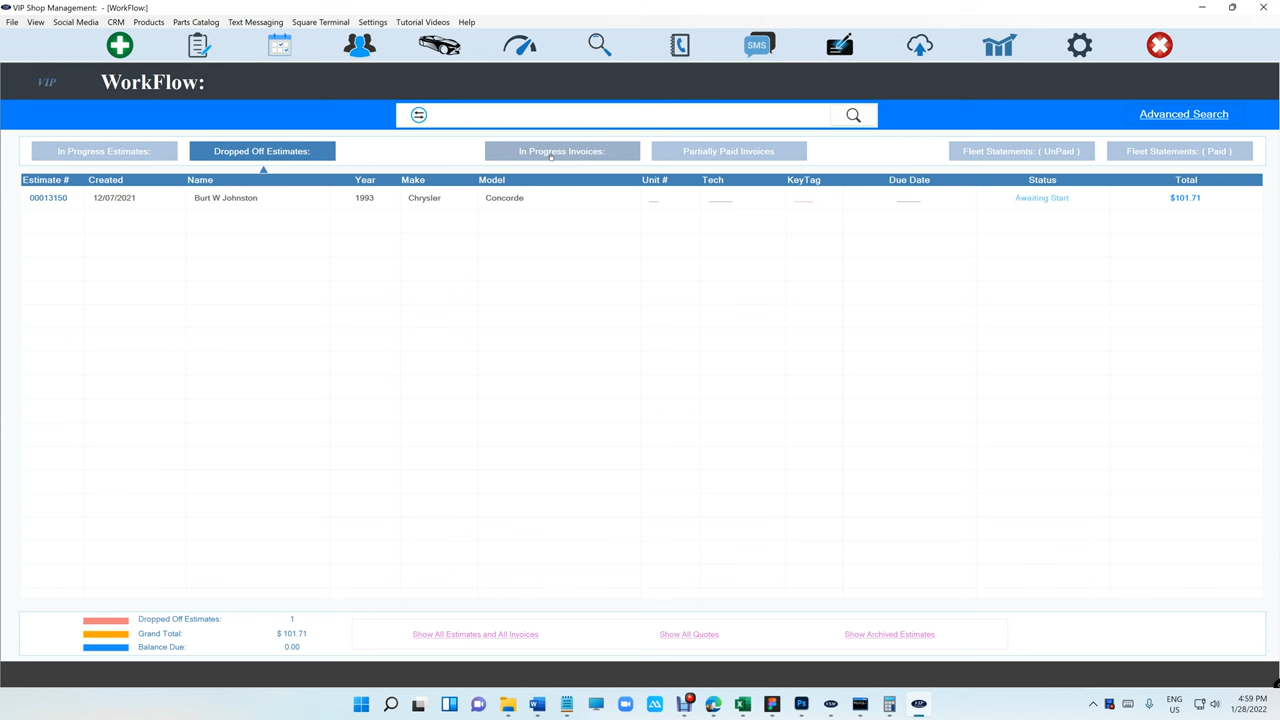 VIP Shop Management: - [WorkFlow:]
File View Social Media CRM Products Parts Catalog Text Messaging Square Terminal Settings Tutorial Videos Help
SMS
VIP WorkFlow:
Advanced Search
In Progress Estimates: Dropped Off Estimates: In Progress Invoices: Partially Paid Invoices Fleet Statements: ( UnPaid ) Fleet Statements: ( Paid )
Estimate # Created Name Year Make Model Unit # Tech KeyTag Due Date Status Total
00013150 12/07/2021 Burt W Johnston 1993 Chrysler Concorde __ _____ ____ _____ Awaiting Start $101.71
Dropped Off Estimates: 1
Grand Total: $ 101.71
Balance Due: 0.00
Show All Estimates and All Invoices Show All Quotes Show Archived Estimates
ENG US
4:59 PM
1/28/2022